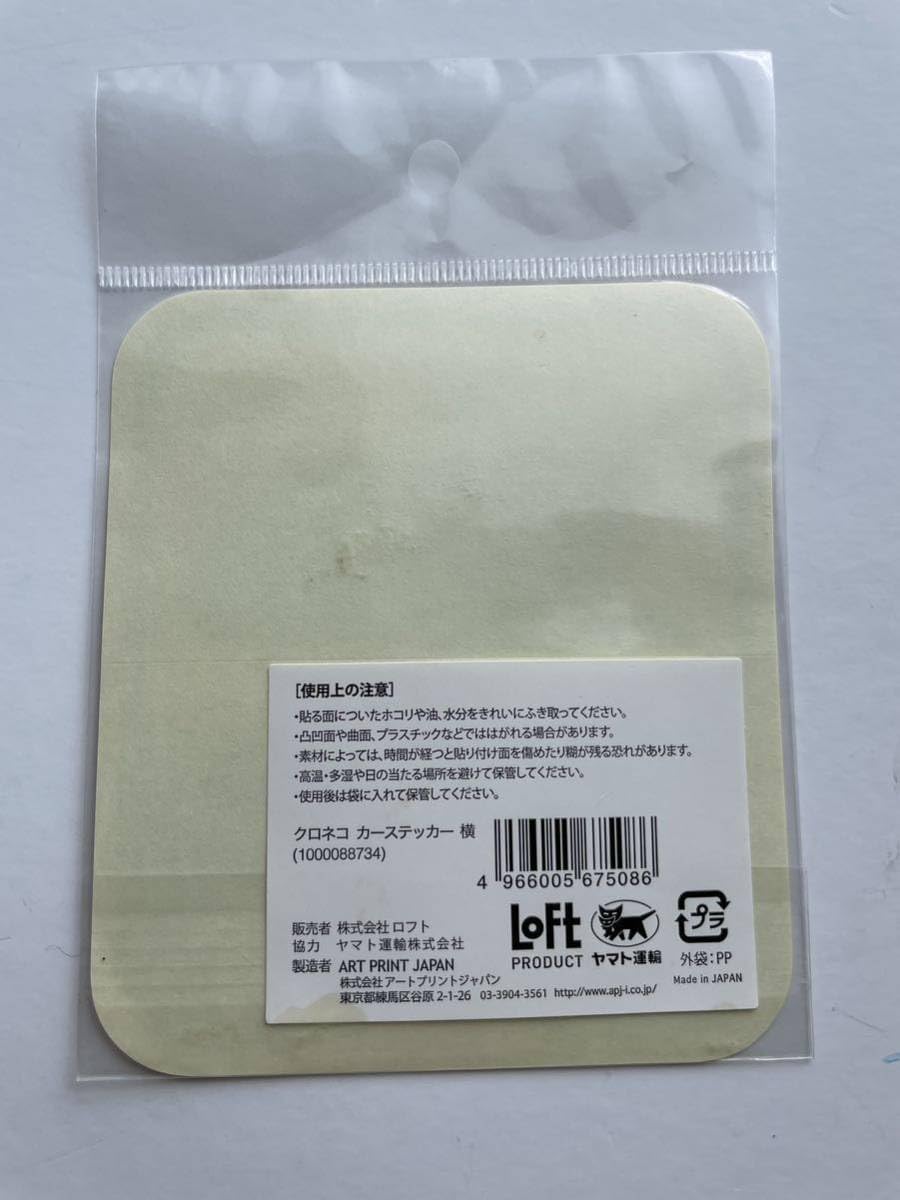 ［使用上の注意］
・貼る面についたホコリや油、水分をきれいにふき取ってください。
・凸凹面や曲面、プラスチックなどでははがれる場合があります。
・素材によっては、時間が経つと貼り付け面を傷めたり糊が残る恐れがあります。
・高温・多湿や日の当たる場所を避けて保管してください。
・使用後は袋に入れて保管してください。
クロネコ カーステッカー 横
(1000088734)
4 966005 675086
販売者 株式会社 ロフト
協力 ヤマト運輸株式会社
製造者 ART PRINT JAPAN
株式会社 アートプリントジャパン
東京都練馬区谷原 2-1-26 03-3904-3561 http://www.apj-i.co.jp/
LOFT
PRODUCT
ヤマト運輸
プラ
外袋:PP
Made in JAPAN